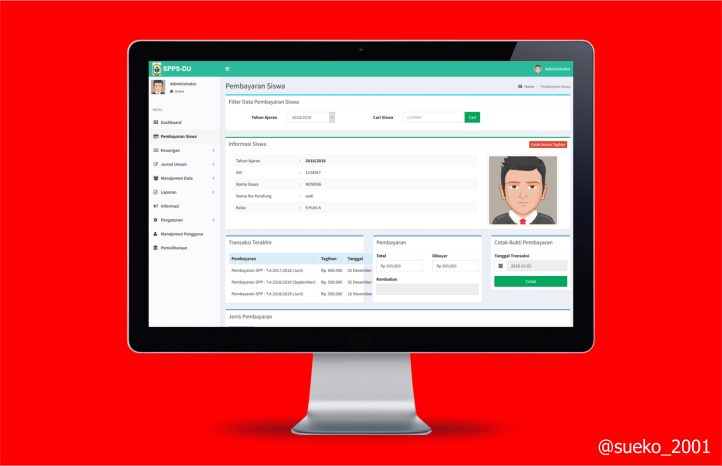 SPPS-DU
Administrator
Administrator
Online
MENU
Dashboard
Pembayaran Siswa
Keuangan
Jurnal Umum
Manajemen Data
Laporan
Informasi
Pengaturan
Manajemen Pengguna
Pemeliharaan
Pembayaran Siswa
Home
Pembayaran Siswa
Filter Data Pembayaran Siswa
Tahun Ajaran 2018/2019 Cari Siswa 1234567 Cari
Informasi Siswa
Cetak Semua Tagihan
Tahun Ajaran : 2018/2019
NIS : 1234567
Nama Siswa : NENENG
Nama Ibu Kandung : wati
Kelas : 9 Putri A
Transaksi Terakhir
Pembayaran Tagihan Tanggal
Pembayaran SPP - T.A 2017/2018 (Juni) Rp. 600.000 02 Desember
Pembayaran SPP - T.A 2018/2019 (September) Rp. 500.000 02 Desember
Pembayaran SPP - T.A 2018/2019 (Juni) Rp. 500.000 16 November
Pembayaran
Total Dibayar
Rp. 500,000 Rp. 500,000
Kembalian
Cetak Bukti Pembayaran
Tanggal Transaksi
2018-12-02
Cetak
Jenis Pembayaran
@sueko_2001